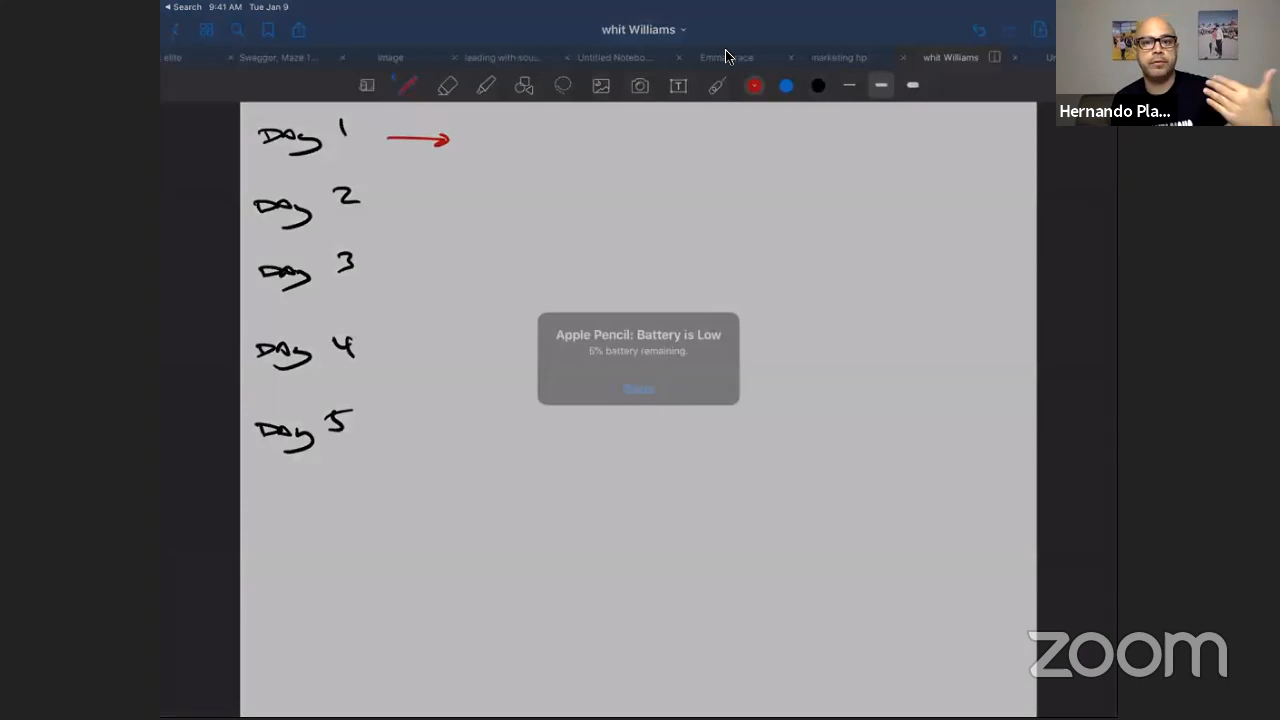 Search 9:41 AM Tue Jan 9
whit Williams
elite
Swagger, Maze 1...
image
leading with sou...
Untitled Notebo...
marketing hp
whit Williams
Hernando Pla...
Day 1
Day 2
Day 3
Apple Pencil: Battery is Low
5% battery remaining.
Day 4
Day 5
zoom